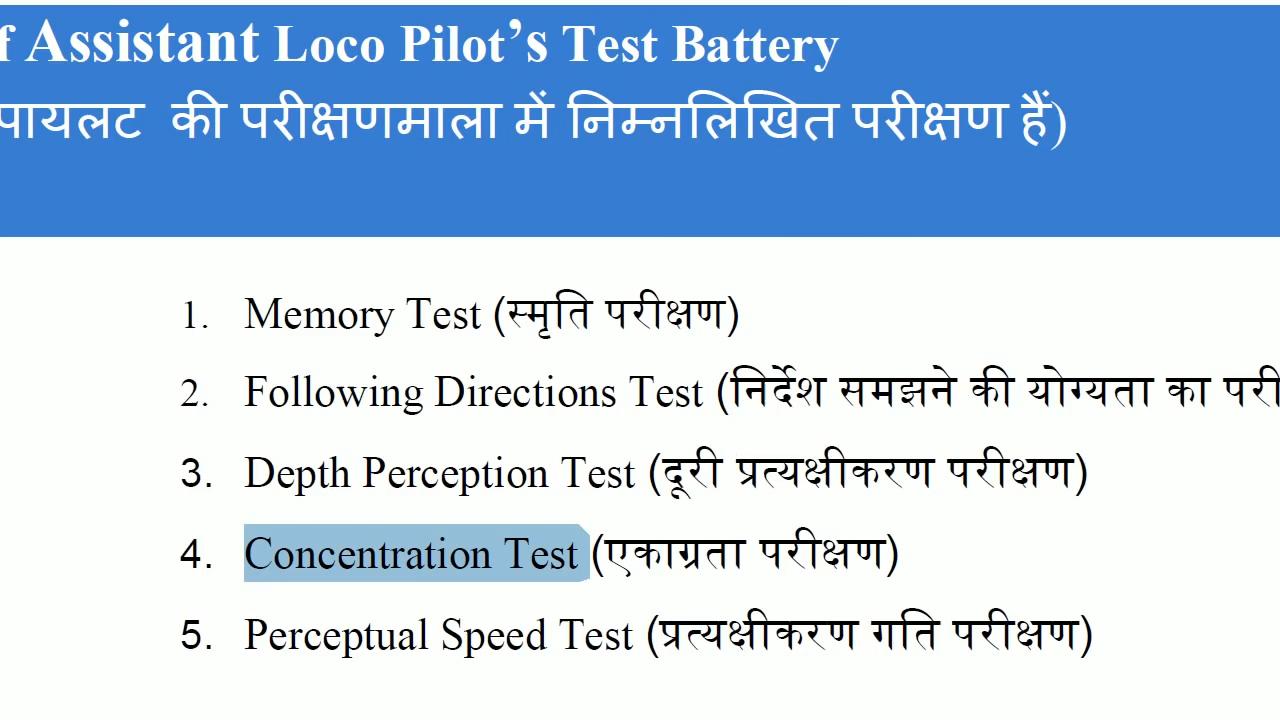 f Assistant Loco Pilot’s Test Battery
पायलट की परीक्षणमाला में निम्नलिखित परीक्षण हैं)
1. Memory Test (स्मृति परीक्षण)
2. Following Directions Test (निर्देश समझने की योग्यता का परी
3. Depth Perception Test (दूरी प्रत्यक्षीकरण परीक्षण)
4. Concentration Test (एकाग्रता परीक्षण)
5. Perceptual Speed Test (प्रत्यक्षीकरण गति परीक्षण)